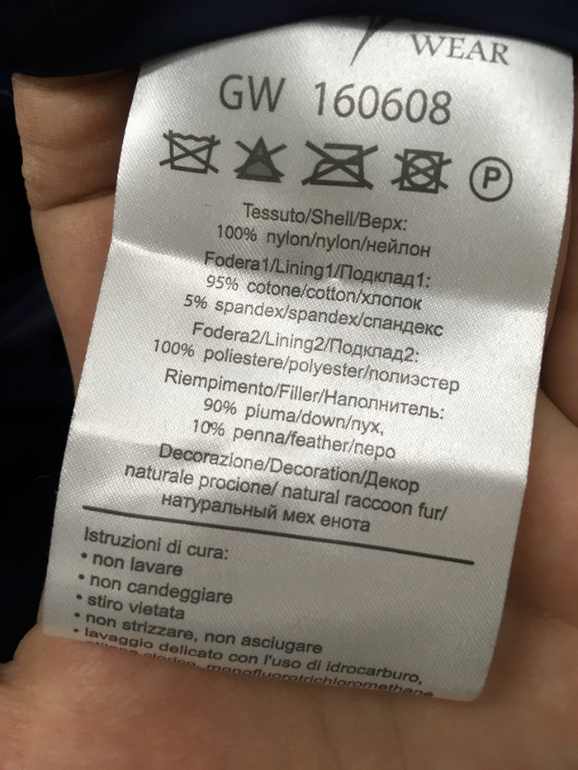 WEAR
GW 160608
P
Tessuto/Shell/Верх:
100% nylon/nylon/нейлон
Fodera1/Lining1/Подклад1:
95% cotone/cotton/хлопок
5% spandex/spandex/спандекс
Fodera2/Lining2/Подклад2:
100% poliestere/polyester/полиэстер
Riempimento/Filler/Наполнитель:
90% piuma/down/пух,
10% penna/feather/перо
Decorazione/Decoration/Декор
naturale procione/ natural raccoon fur/
натуральный мех енота
Istruzioni di cura:
• non lavare
• non candeggiare
• stiro vietata
• non strizzare, non asciugare
• lavaggio delicato con l'uso di idrocarburo,
monofluorotrichloromethane